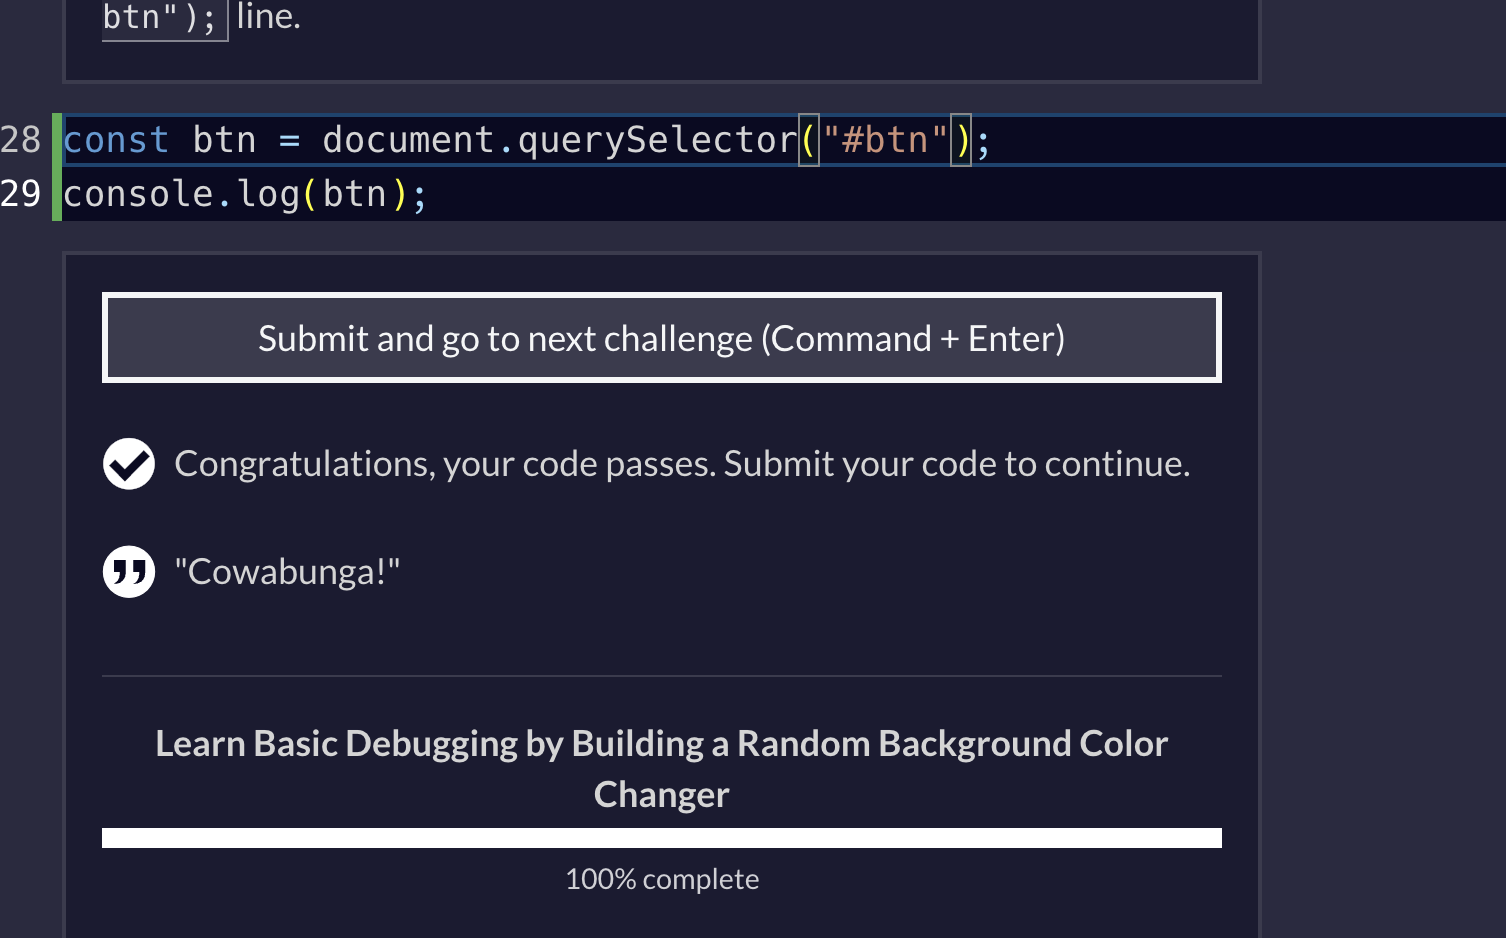 btn"); line.
28 const btn = document.querySelector("#btn");
29 console.log(btn);
Submit and go to next challenge (Command + Enter)
Congratulations, your code passes. Submit your code to continue.
"Cowabunga!"
Learn Basic Debugging by Building a Random Background Color
Changer
100% complete